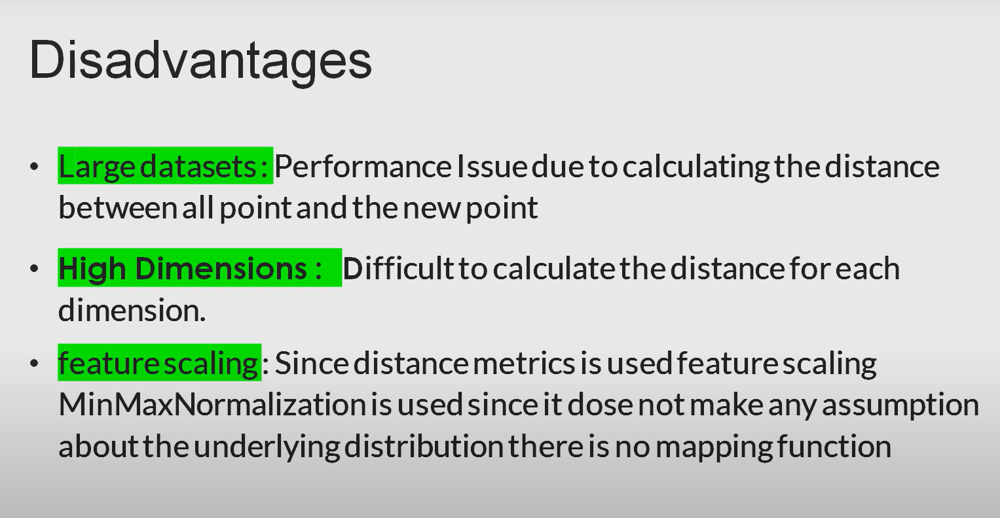 Disadvantages
• Large datasets : Performance Issue due to calculating the distance
between all point and the new point
• High Dimensions : Difficult to calculate the distance for each
dimension.
• feature scaling : Since distance metrics is used feature scaling
MinMaxNormalization is used since it dose not make any assumption
about the underlying distribution there is no mapping function